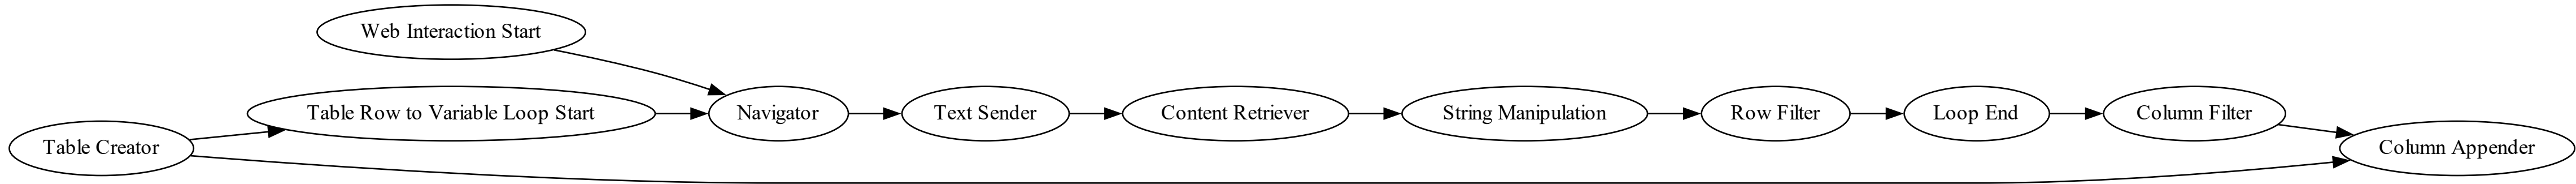 Web Interaction Start
Table Row to Variable Loop Start
Navigator
Text Sender
Content Retriever
String Manipulation
Row Filter
Loop End
Column Filter
Table Creator
Column Appender